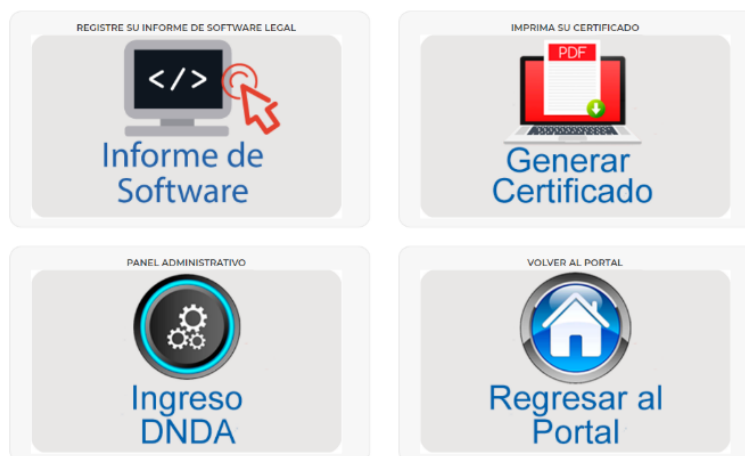 REGISTRE SU INFORME DE SOFTWARE LEGAL
</>
Informe de
Software
IMPRIMA SU CERTIFICADO
PDF
Generar
Certificado
PANEL ADMINISTRATIVO
Ingreso
DNDA
VOLVER AL PORTAL
Regresar al
Portal